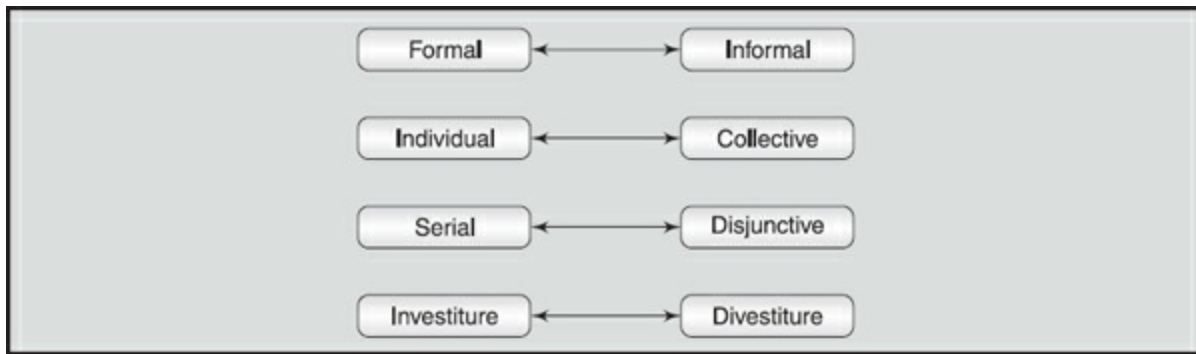 Formal Informal
Individual Collective
Serial Disjunctive
Investiture Divestiture